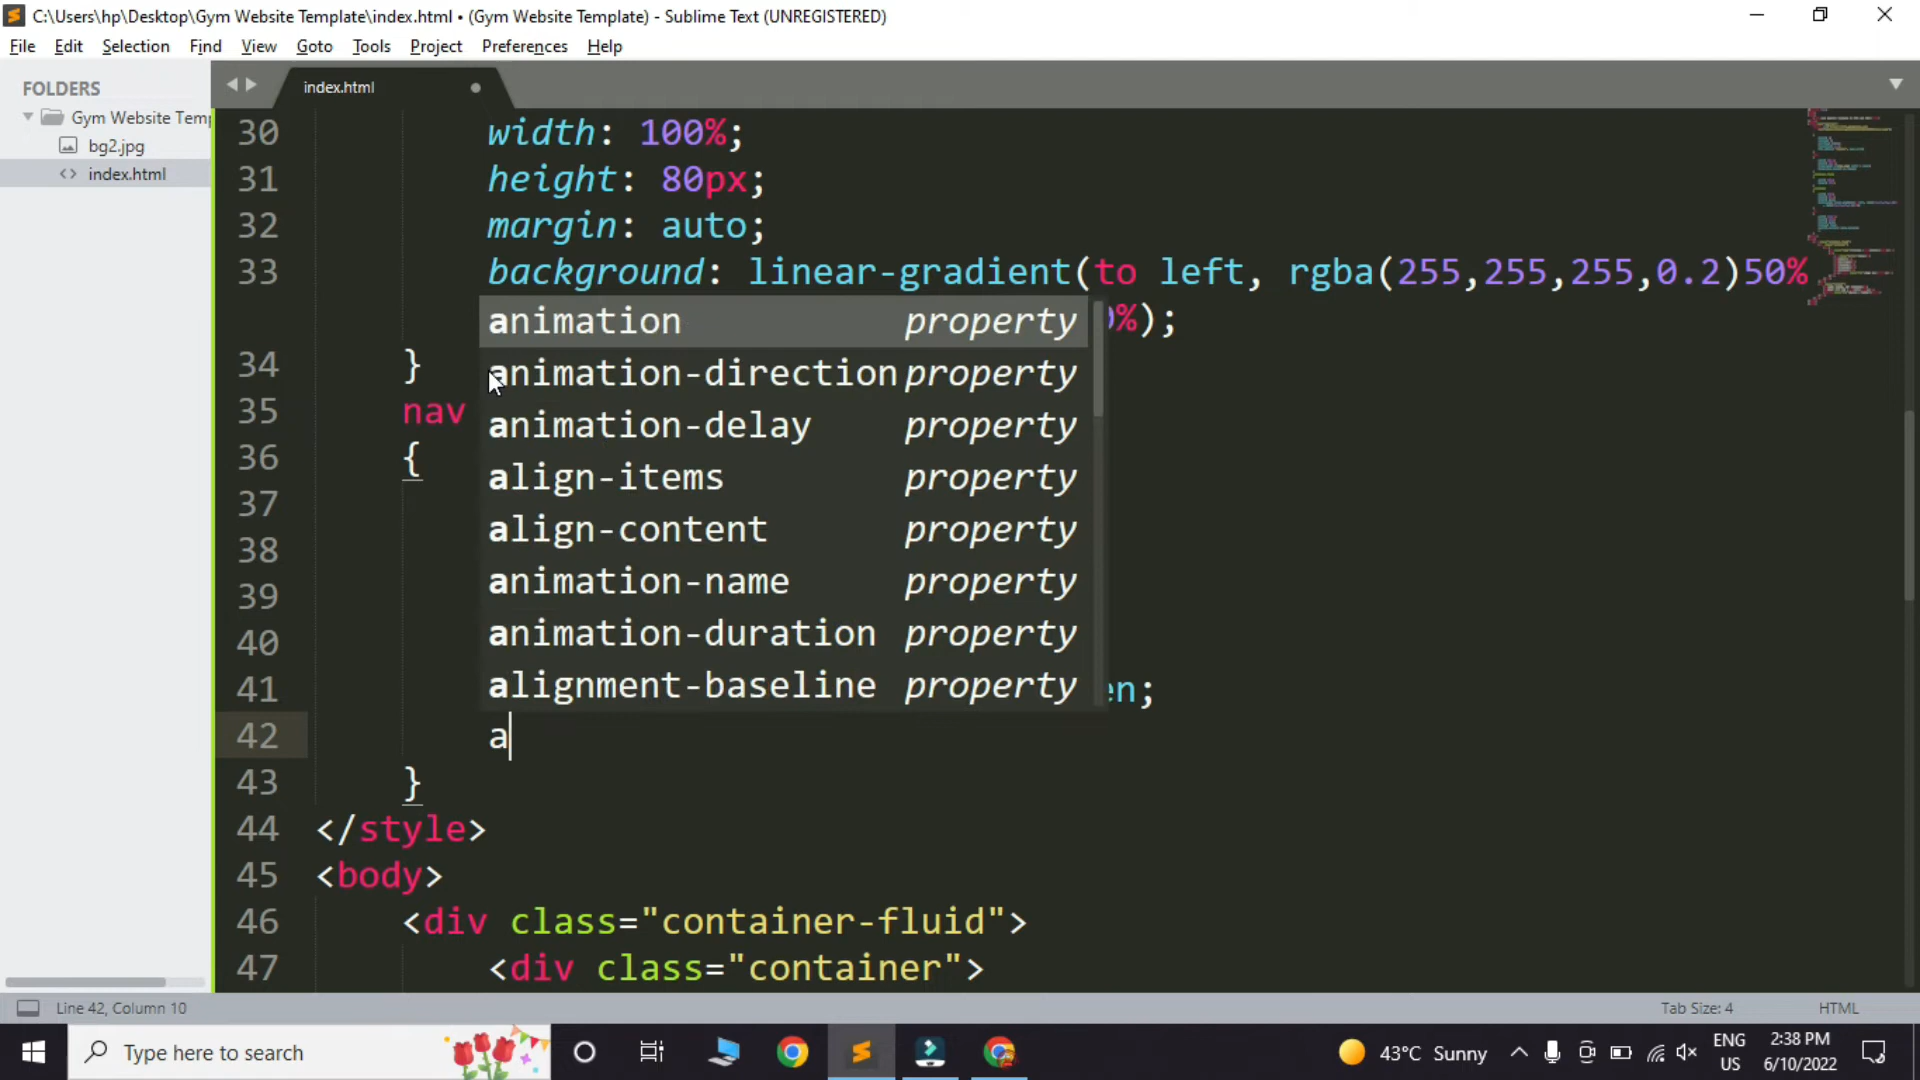 C:\Users\hp\Desktop\Gym Website Template\index.html • (Gym Website Template) - Sublime Text (UNREGISTERED)
File Edit Selection Find View Goto Tools Project Preferences Help
FOLDERS
Gym Website Temp
bg2.jpg
index.html
index.html
30 width: 100%;
31 height: 80px;
32 margin: auto;
33 background: linear-gradient(to left, rgba(255,255,255,0.2)50%
%);
34 }
35 nav
36 {
37
38
39
40
41 en;
42 a
43 }
44 </style>
45 <body>
46 <div class="container-fluid">
47 <div class="container">
animation property
animation-direction property
animation-delay property
align-items property
align-content property
animation-name property
animation-duration property
alignment-baseline property
Line 42, Column 10
Tab Size: 4
HTML
Type here to search
43°C Sunny
ENG
US
2:38 PM
6/10/2022